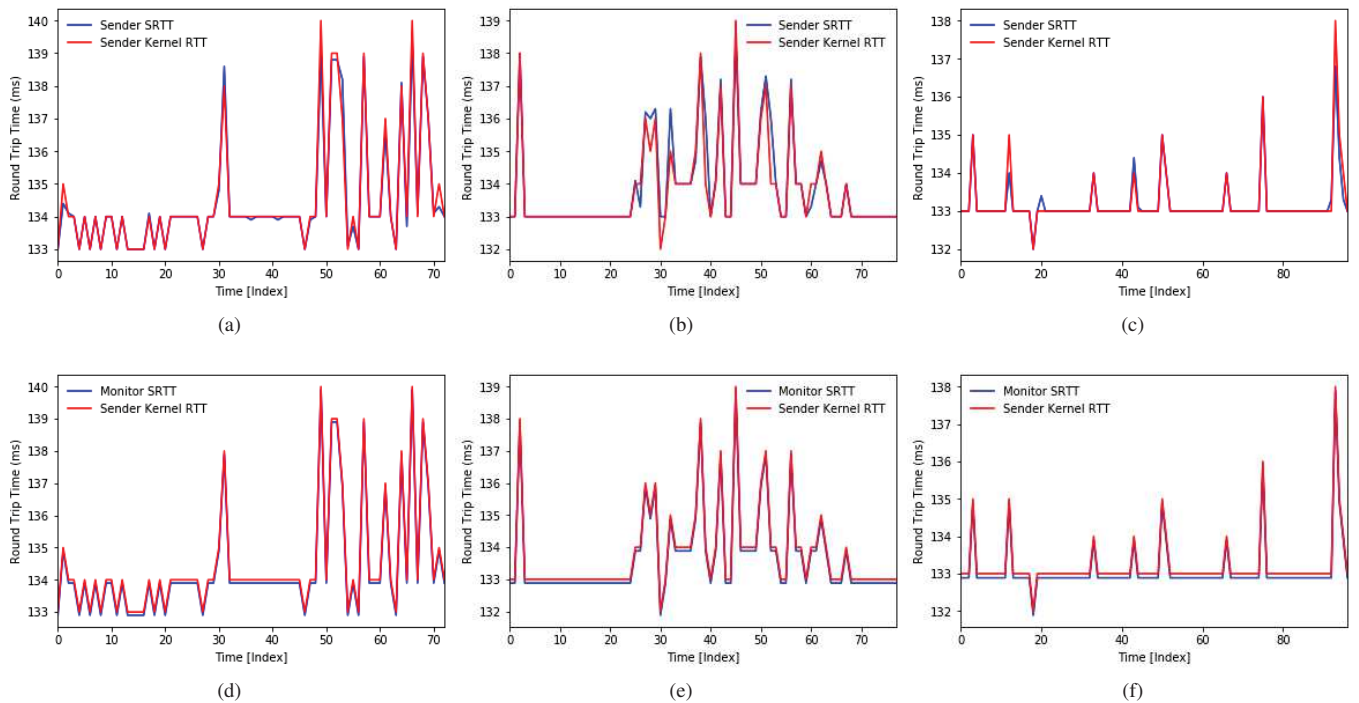 140
139
138
137
136
135
134
133
Round Trip Time (ms)
Sender SRTT
Sender Kernel RTT
0 10 20 30 40 50 60 70
Time [Index]
(a)
139
138
137
136
135
134
133
132
Round Trip Time (ms)
Sender SRTT
Sender Kernel RTT
0 10 20 30 40 50 60 70
Time [Index]
(b)
138
137
136
135
134
133
132
Round Trip Time (ms)
Sender SRTT
Sender Kernel RTT
0 20 40 60 80
Time [Index]
(c)
140
139
138
137
136
135
134
133
Round Trip Time (ms)
Monitor SRTT
Sender Kernel RTT
0 10 20 30 40 50 60 70
Time [Index]
(d)
139
138
137
136
135
134
133
132
Round Trip Time (ms)
Monitor SRTT
Sender Kernel RTT
0 10 20 30 40 50 60 70
Time [Index]
(e)
138
137
136
135
134
133
132
Round Trip Time (ms)
Monitor SRTT
Sender Kernel RTT
0 20 40 60 80
Time [Index]
(f)